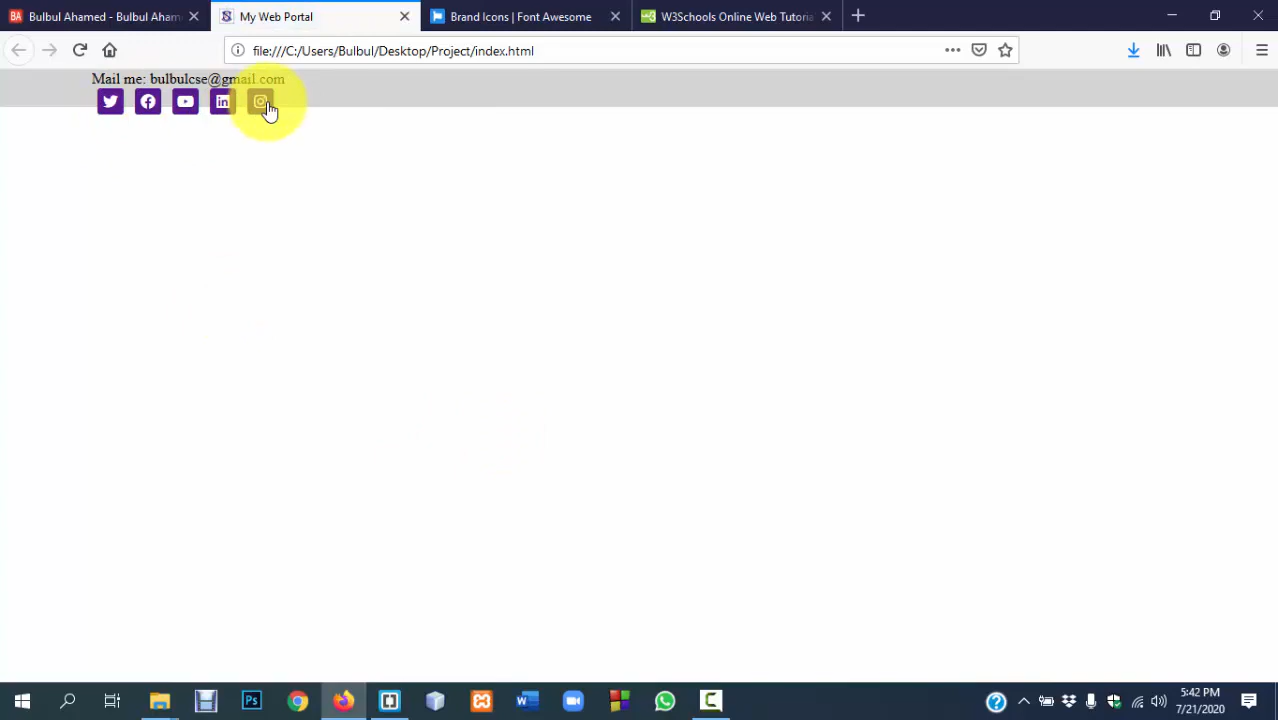 Bulbul Ahamed - Bulbul Aham
My Web Portal
Brand Icons | Font Awesome
W3Schools Online Web Tutoria
file:///C:/Users/Bulbul/Desktop/Project/index.html
Mail me: bulbulcse@gmail.com
5:42 PM
7/21/2020